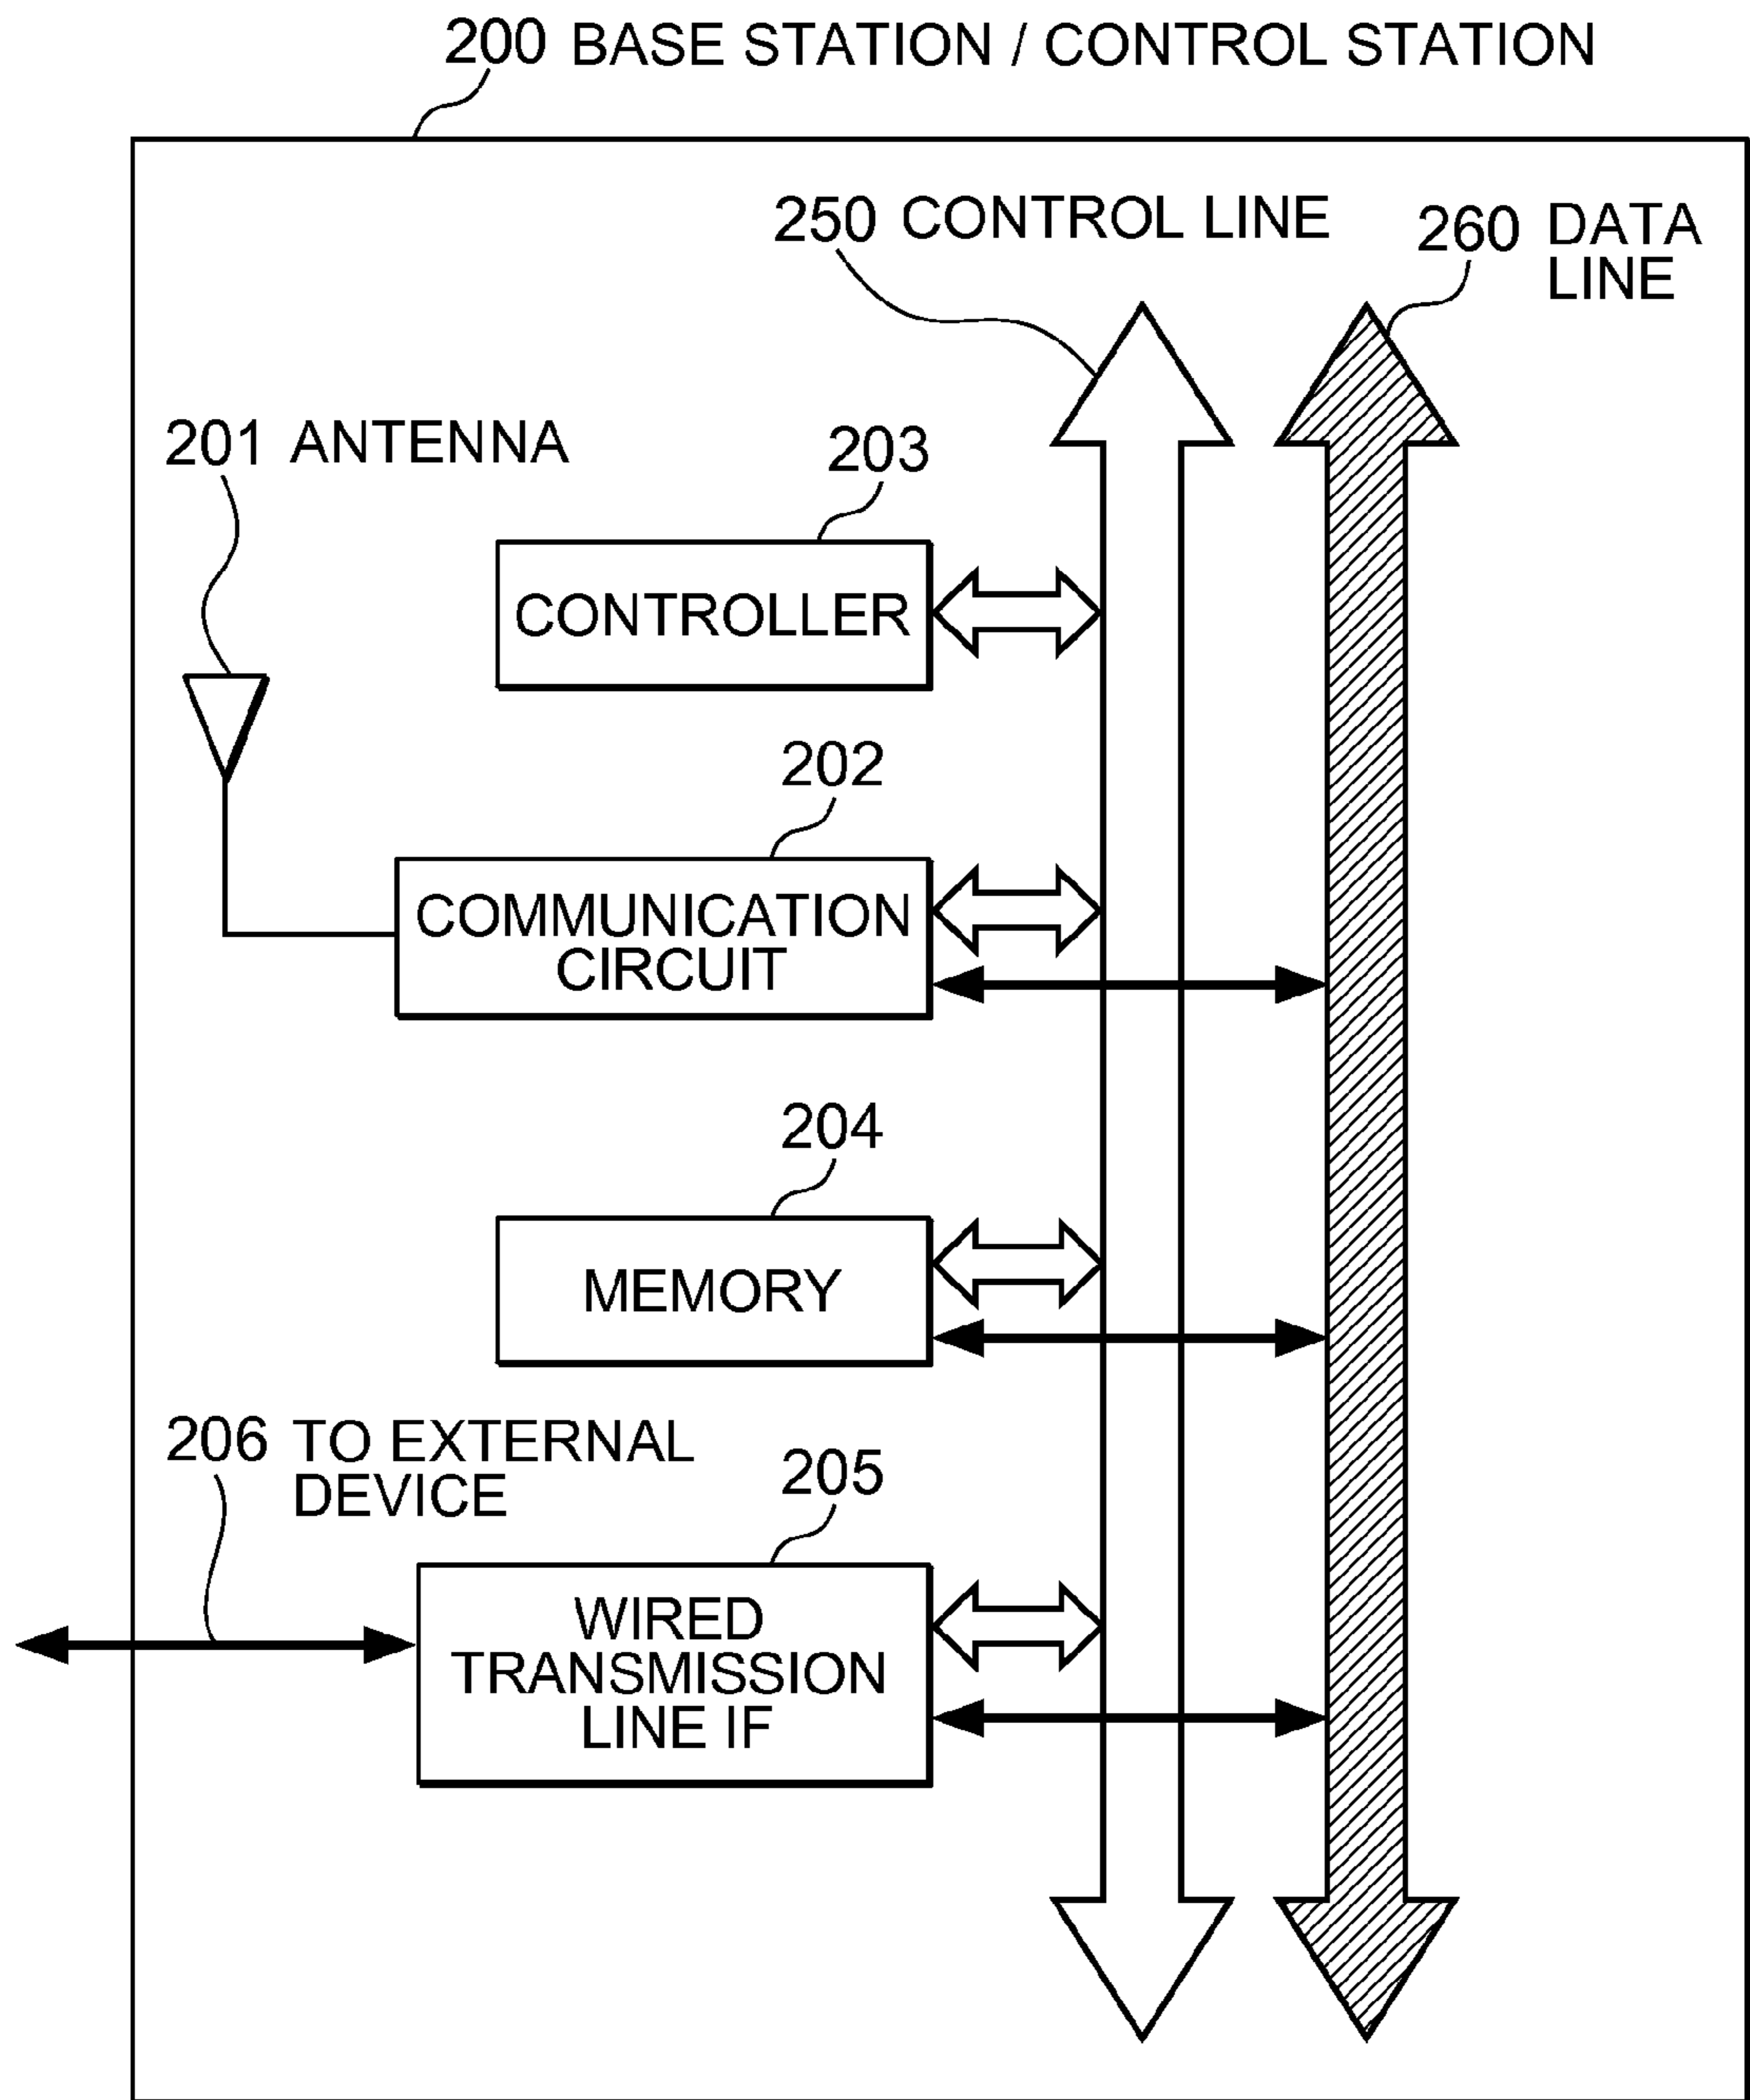 200 BASE STATION / CONTROL STATION
250 CONTROL LINE
260 DATA
LINE
201 ANTENNA
203
CONTROLLER
202
COMMUNICATION
CIRCUIT
204
MEMORY
206 TO EXTERNAL
DEVICE
205
WIRED
TRANSMISSION
LINE IF